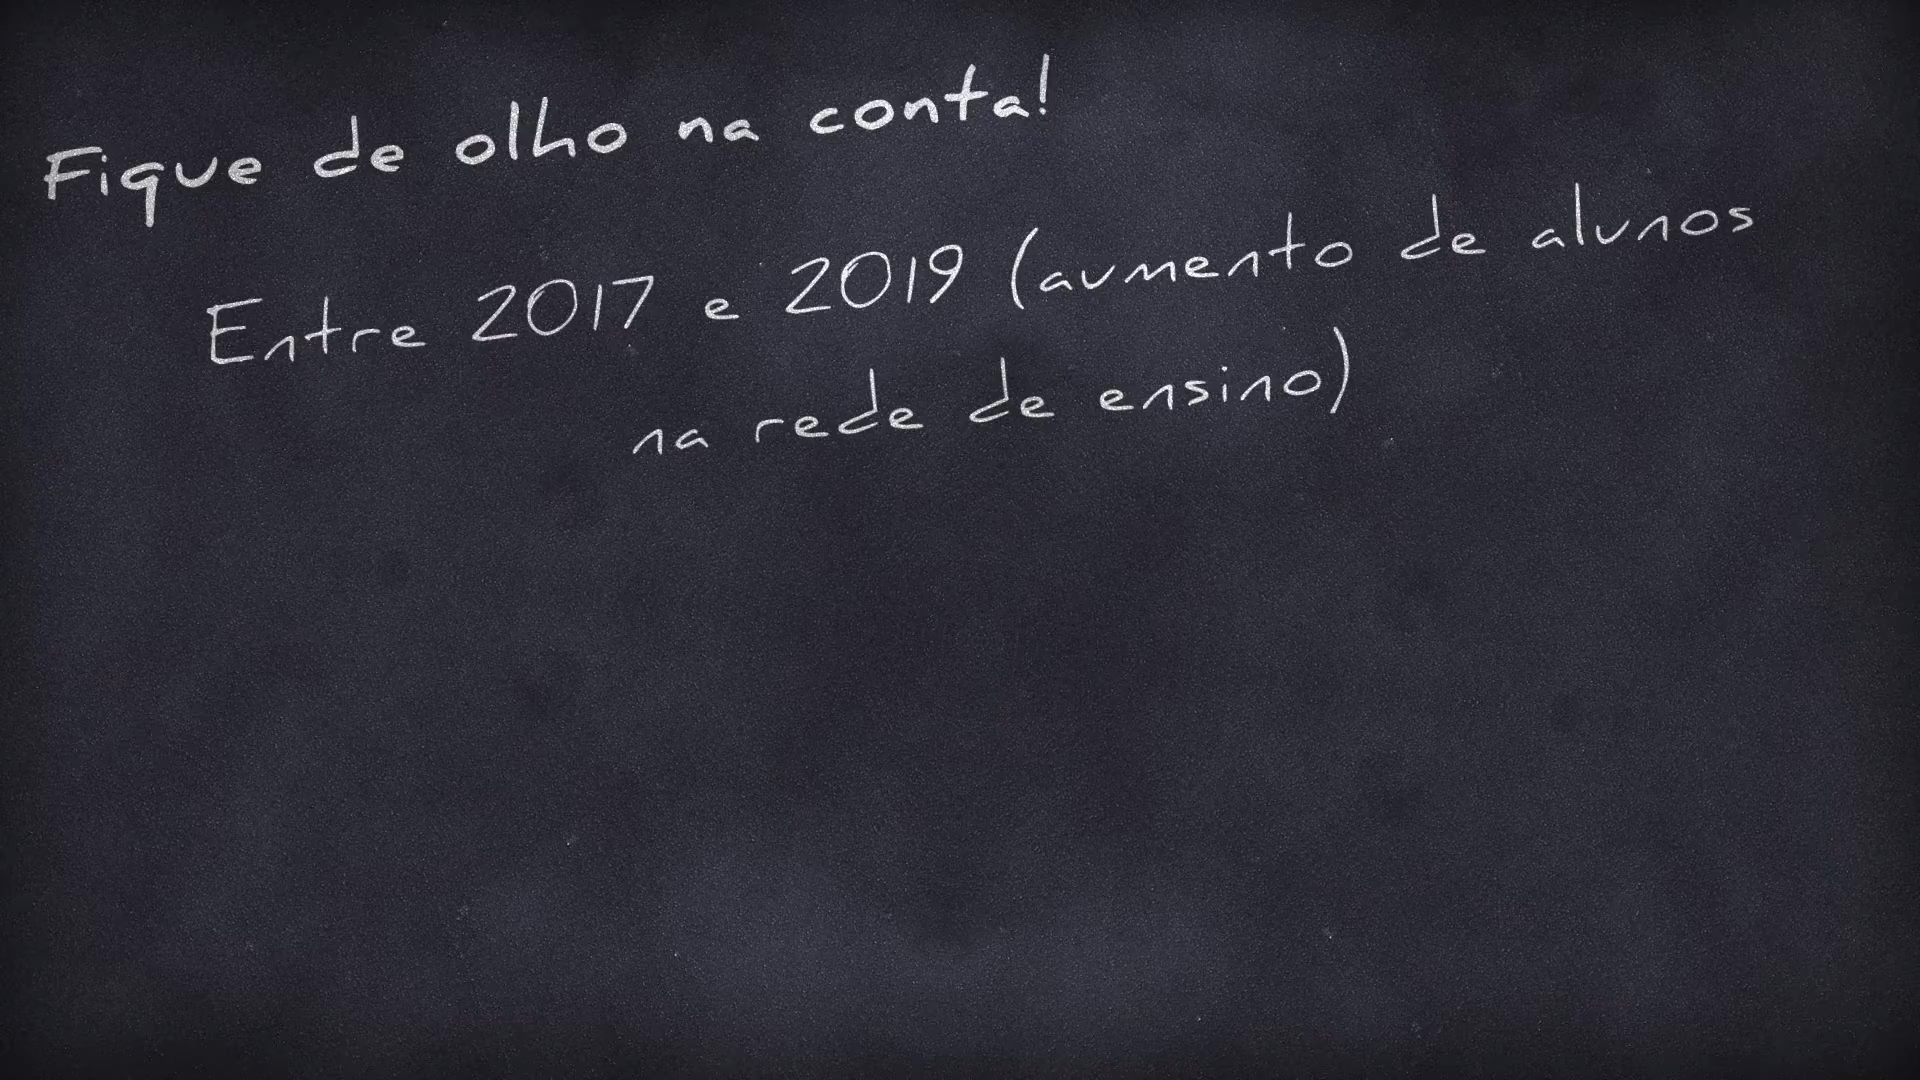 Fique de olho na conta!
Entre 2017 e 2019 (aumento de alunos
na rede de ensino)